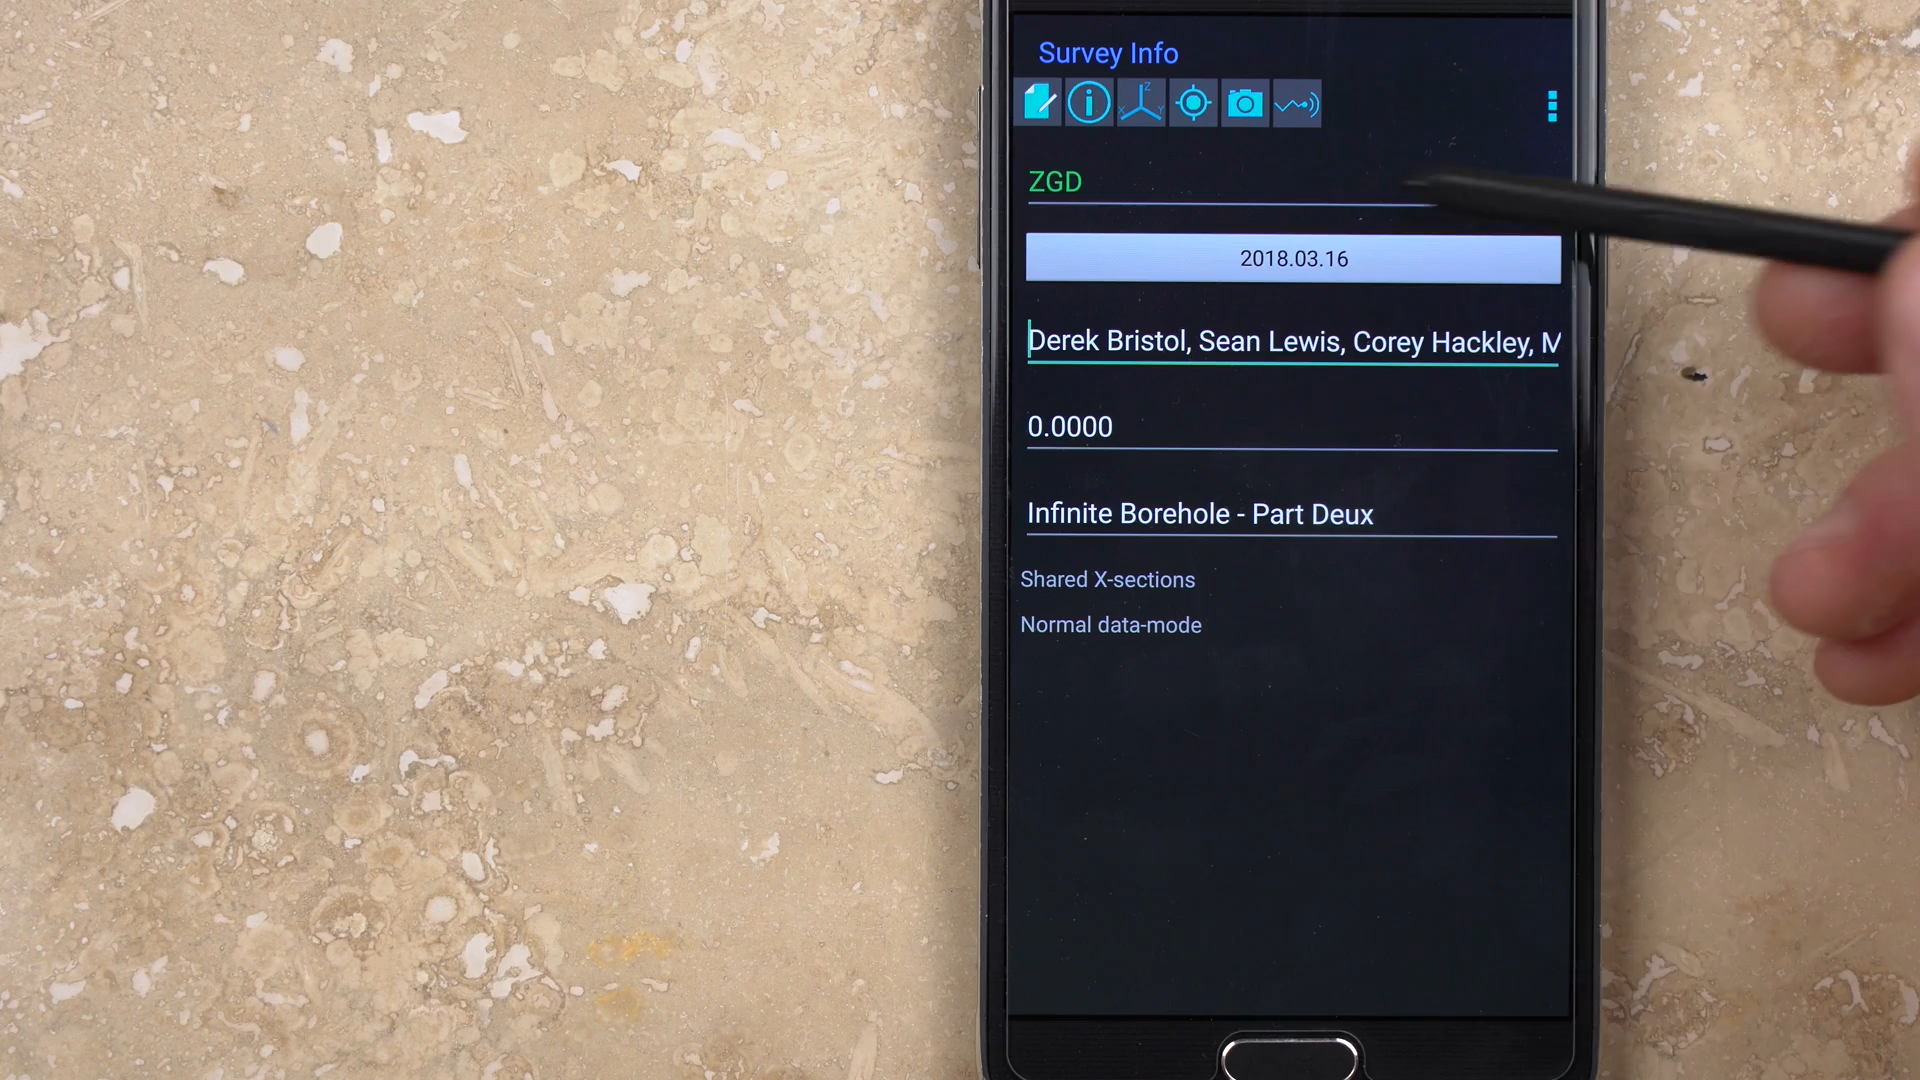 Survey Info
ZGD
2018.03.16
Derek Bristol, Sean Lewis, Corey Hackley, M
0.0000
Infinite Borehole - Part Deux
Shared X-sections
Normal data-mode